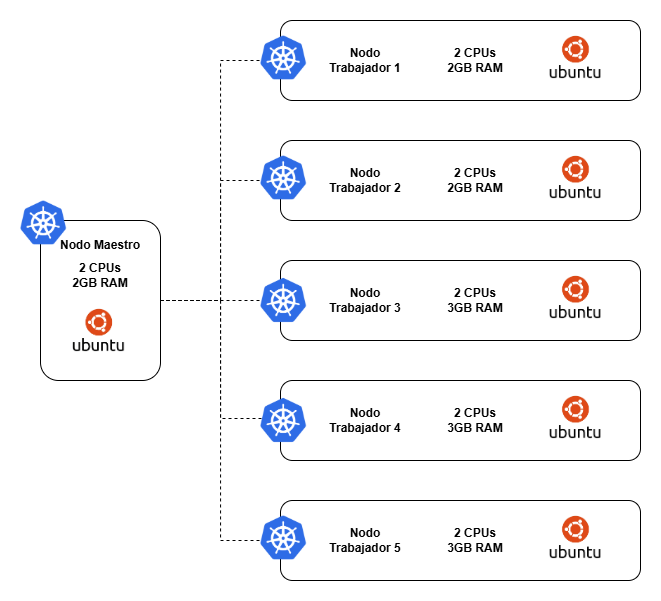 Nodo
Trabajador 1
2 CPUs
2GB RAM
ubuntu
Nodo
Trabajador 2
2 CPUs
2GB RAM
ubuntu
Nodo Maestro
2 CPUs
2GB RAM
ubuntu
Nodo
Trabajador 3
2 CPUs
3GB RAM
ubuntu
Nodo
Trabajador 4
2 CPUs
3GB RAM
ubuntu
Nodo
Trabajador 5
2 CPUs
3GB RAM
ubuntu